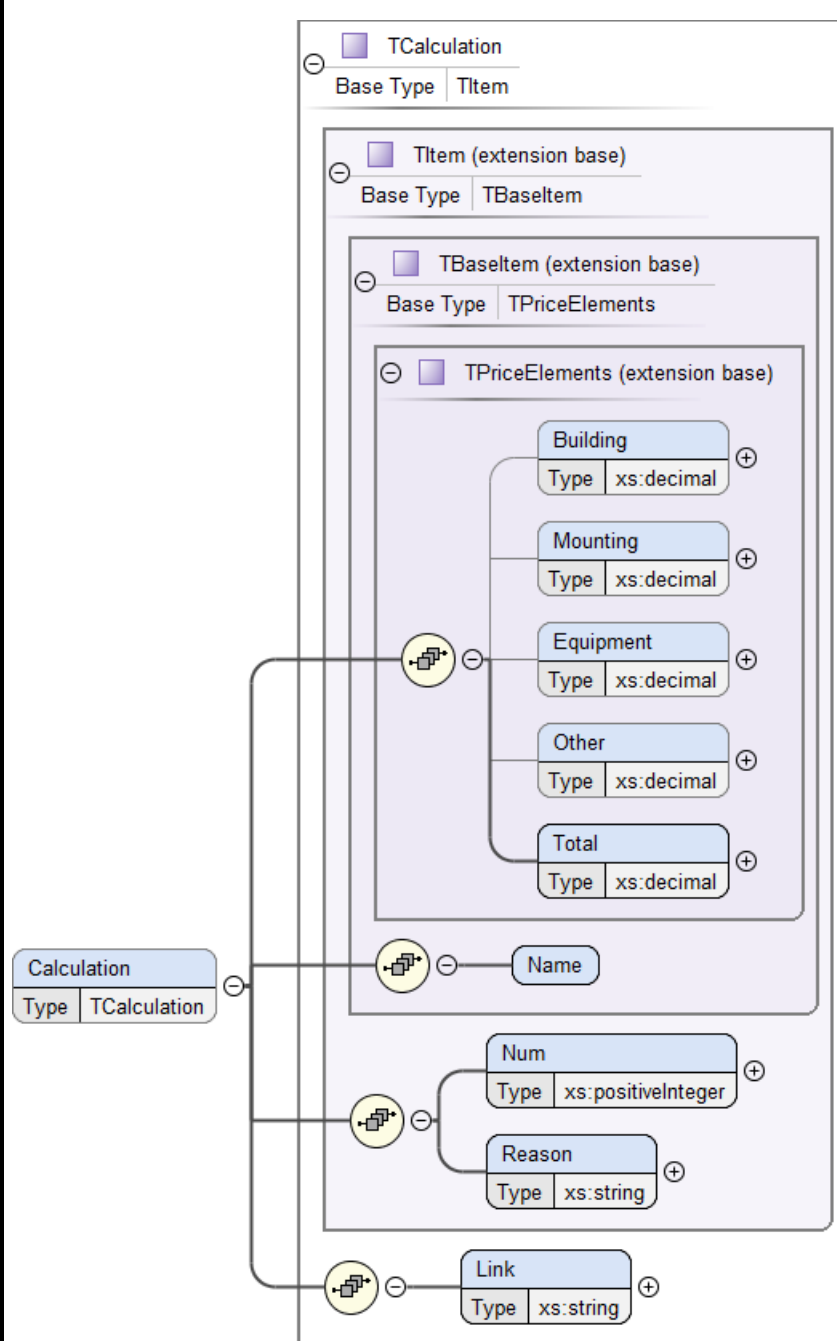 TCalculation
Base Type TItem
TItem (extension base)
Base Type TBaseItem
TBaseItem (extension base)
Base Type TPriceElements
TPriceElements (extension base)
Building
Type xs:decimal
Mounting
Type xs:decimal
Equipment
Type xs:decimal
Other
Type xs:decimal
Total
Type xs:decimal
Calculation
Type TCalculation
Name
Num
Type xs:positiveInteger
Reason
Type xs:string
Link
Type xs:string